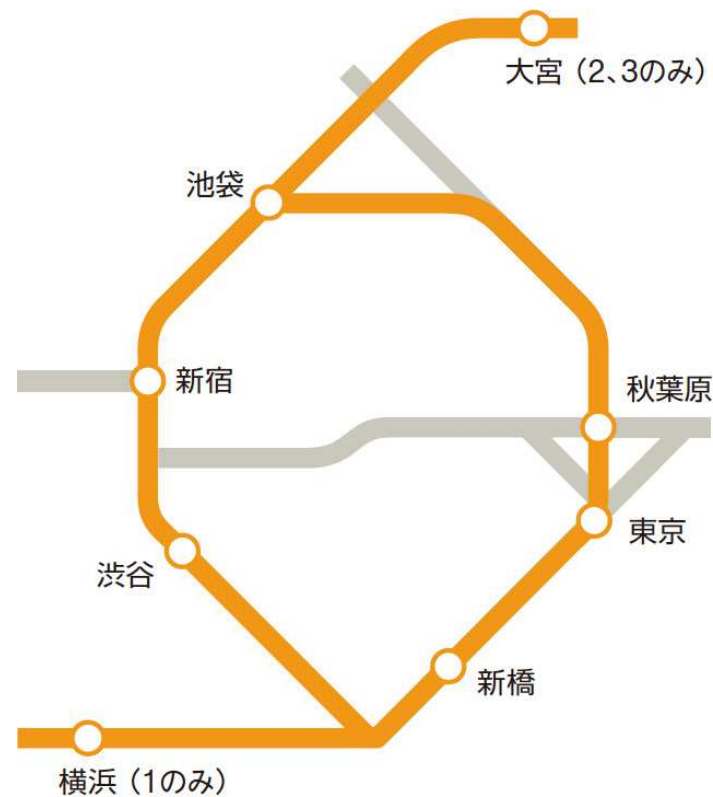 大宮（2、3のみ）
池袋
新宿
秋葉原
東京
渋谷
新橋
横浜（1のみ）